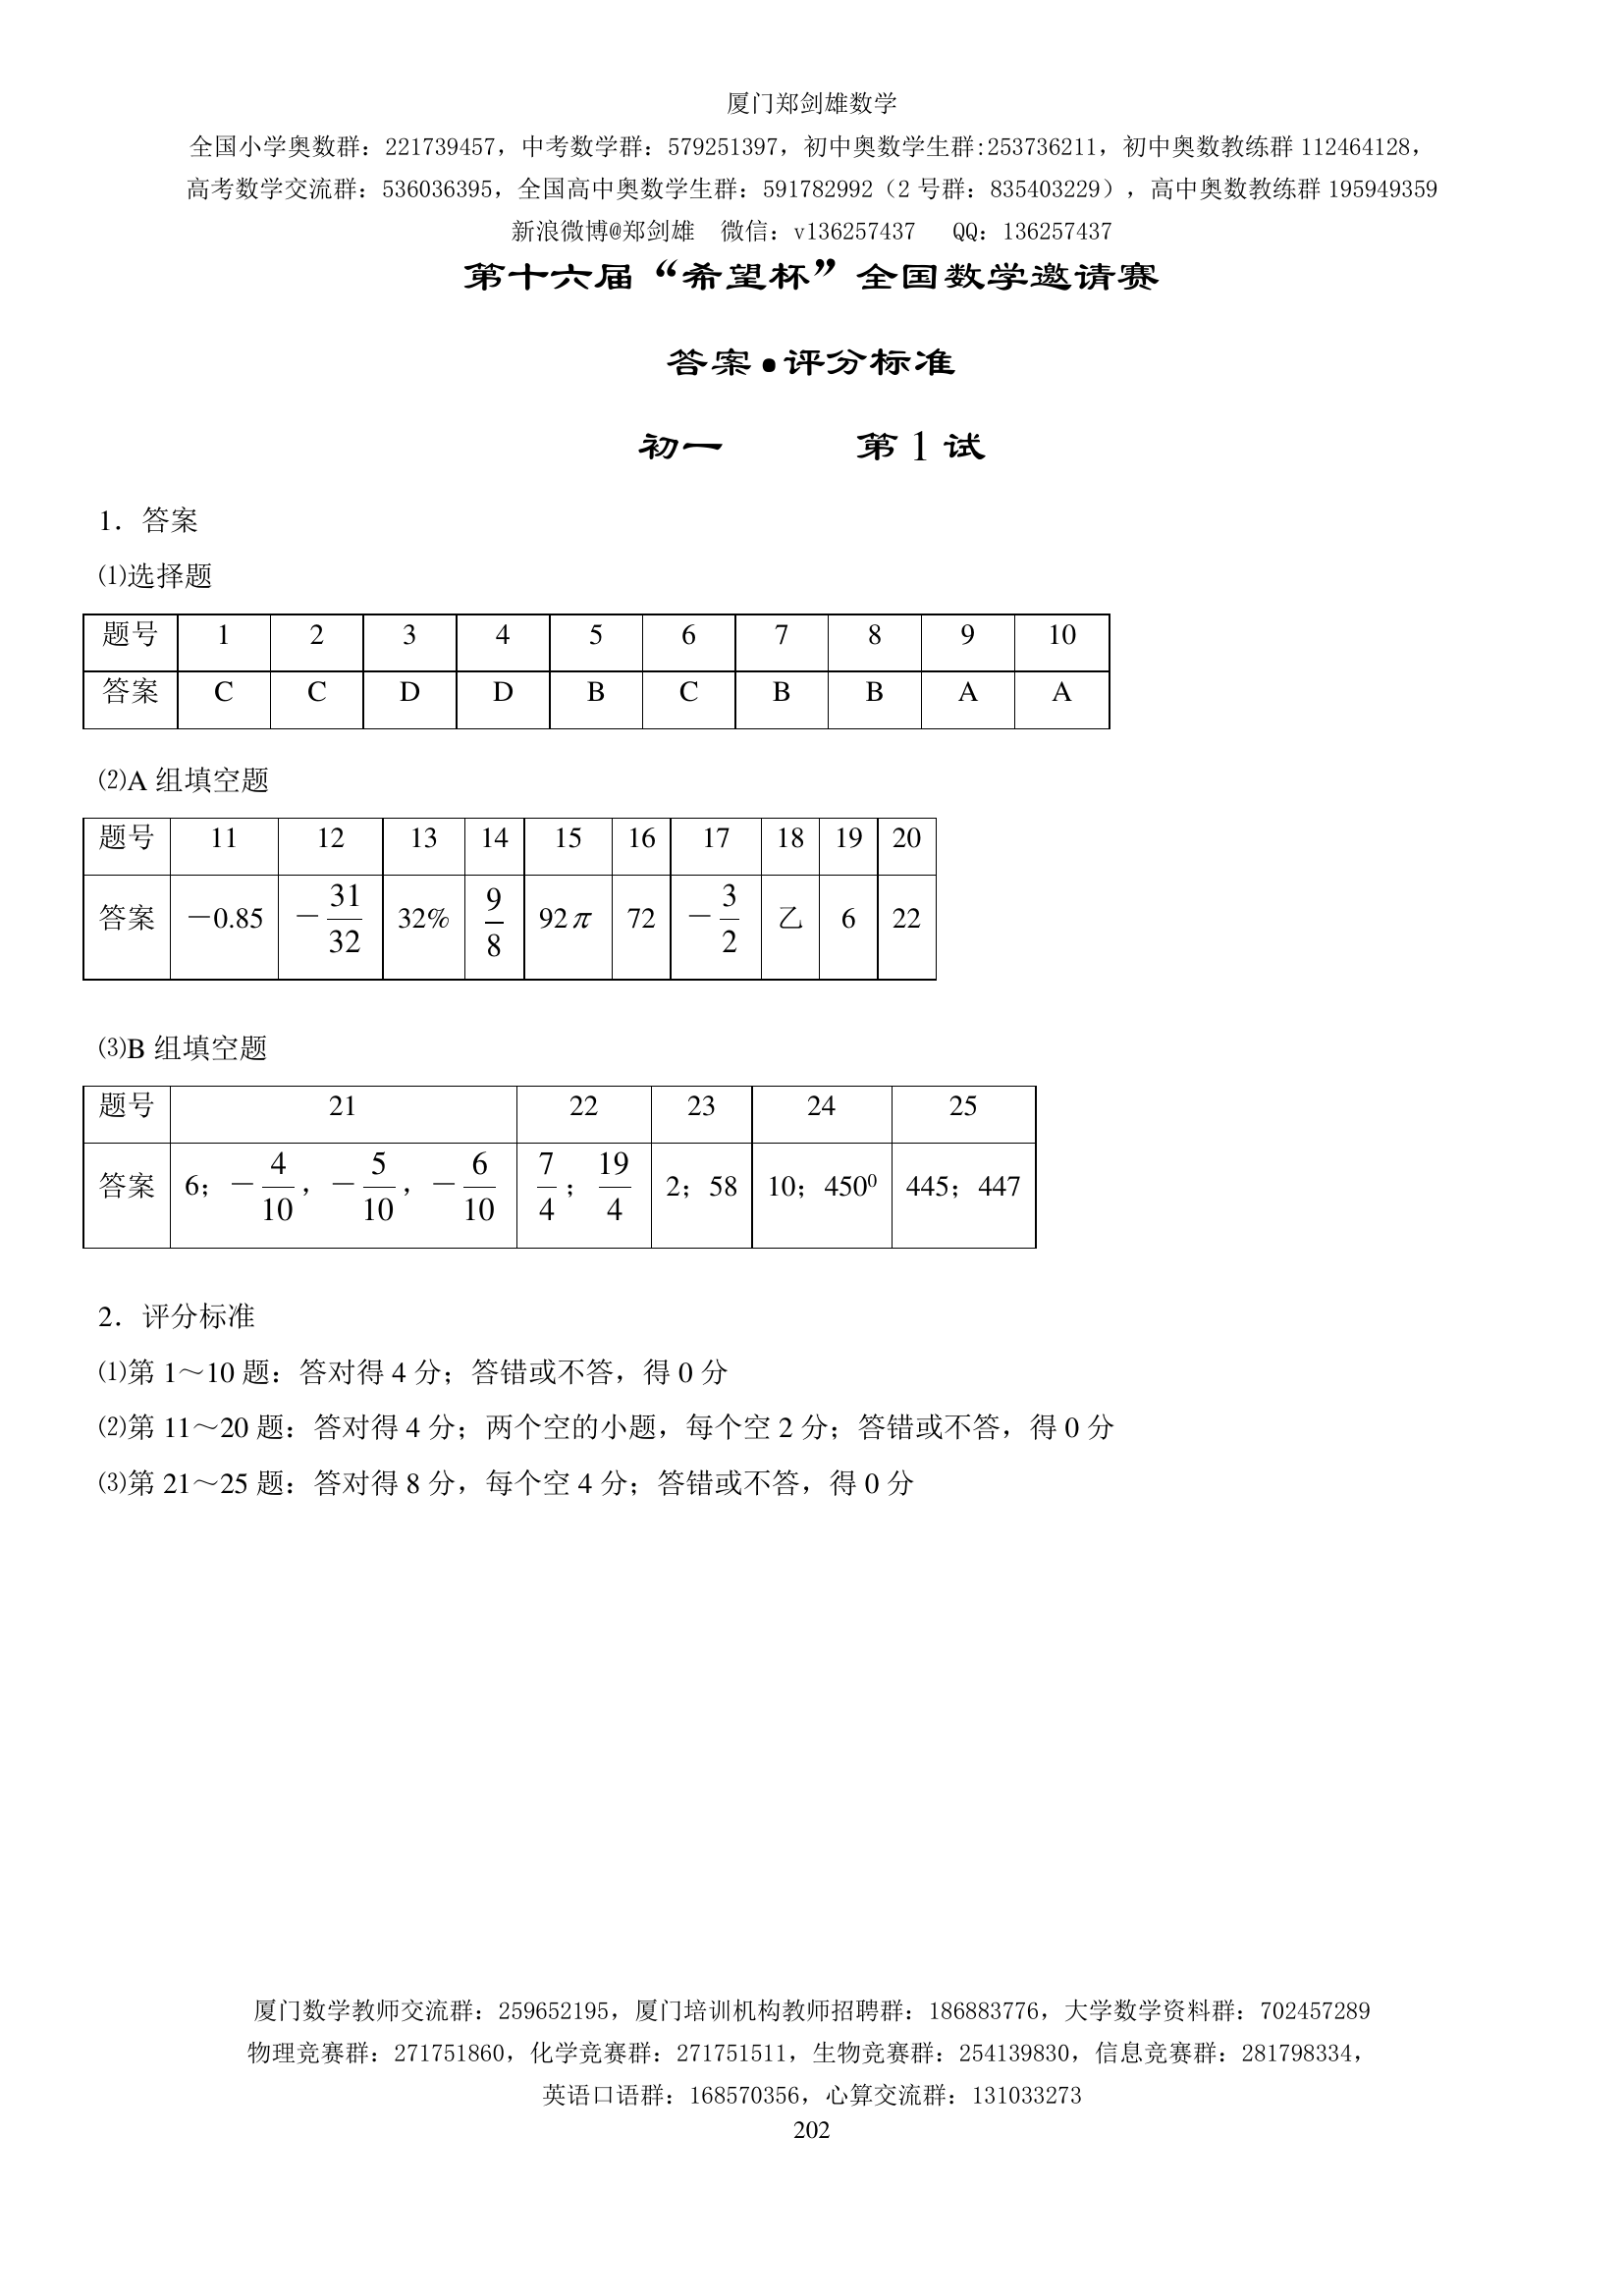 厦门郑剑雄数学
全国小学奥数群：221739457，中考数学群：579251397，初中奥数学生群:253736211，初中奥数教练群 112464128，
高考数学交流群：536036395，全国高中奥数学生群：591782992（2 号群：835403229），高中奥数教练群 195949359
新浪微博@郑剑雄 微信：v136257437 QQ：136257437
第十六届“希望杯”全国数学邀请赛
答案•评分标准
初一 第 1 试
1．答案
⑴选择题
题号 1 2 3 4 5 6 7 8 9 10
答案 C C D D B C B B A A
⑵A 组填空题
题号 11 12 13 14 15 16 17 18 19 20
答案 －0.85 －31/32 32% 9/8 92π 72 －3/2 乙 6 22
⑶B 组填空题
题号 21 22 23 24 25
答案 6；－4/10，－5/10，－6/10 7/4；19/4 2；58 10；450⁰ 445；447
2．评分标准
⑴第 1～10 题：答对得 4 分；答错或不答，得 0 分
⑵第 11～20 题：答对得 4 分；两个空的小题，每个空 2 分；答错或不答，得 0 分
⑶第 21～25 题：答对得 8 分，每个空 4 分；答错或不答，得 0 分
厦门数学教师交流群：259652195，厦门培训机构教师招聘群：186883776，大学数学资料群：702457289
物理竞赛群：271751860，化学竞赛群：271751511，生物竞赛群：254139830，信息竞赛群：281798334，
英语口语群：168570356，心算交流群：131033273
202